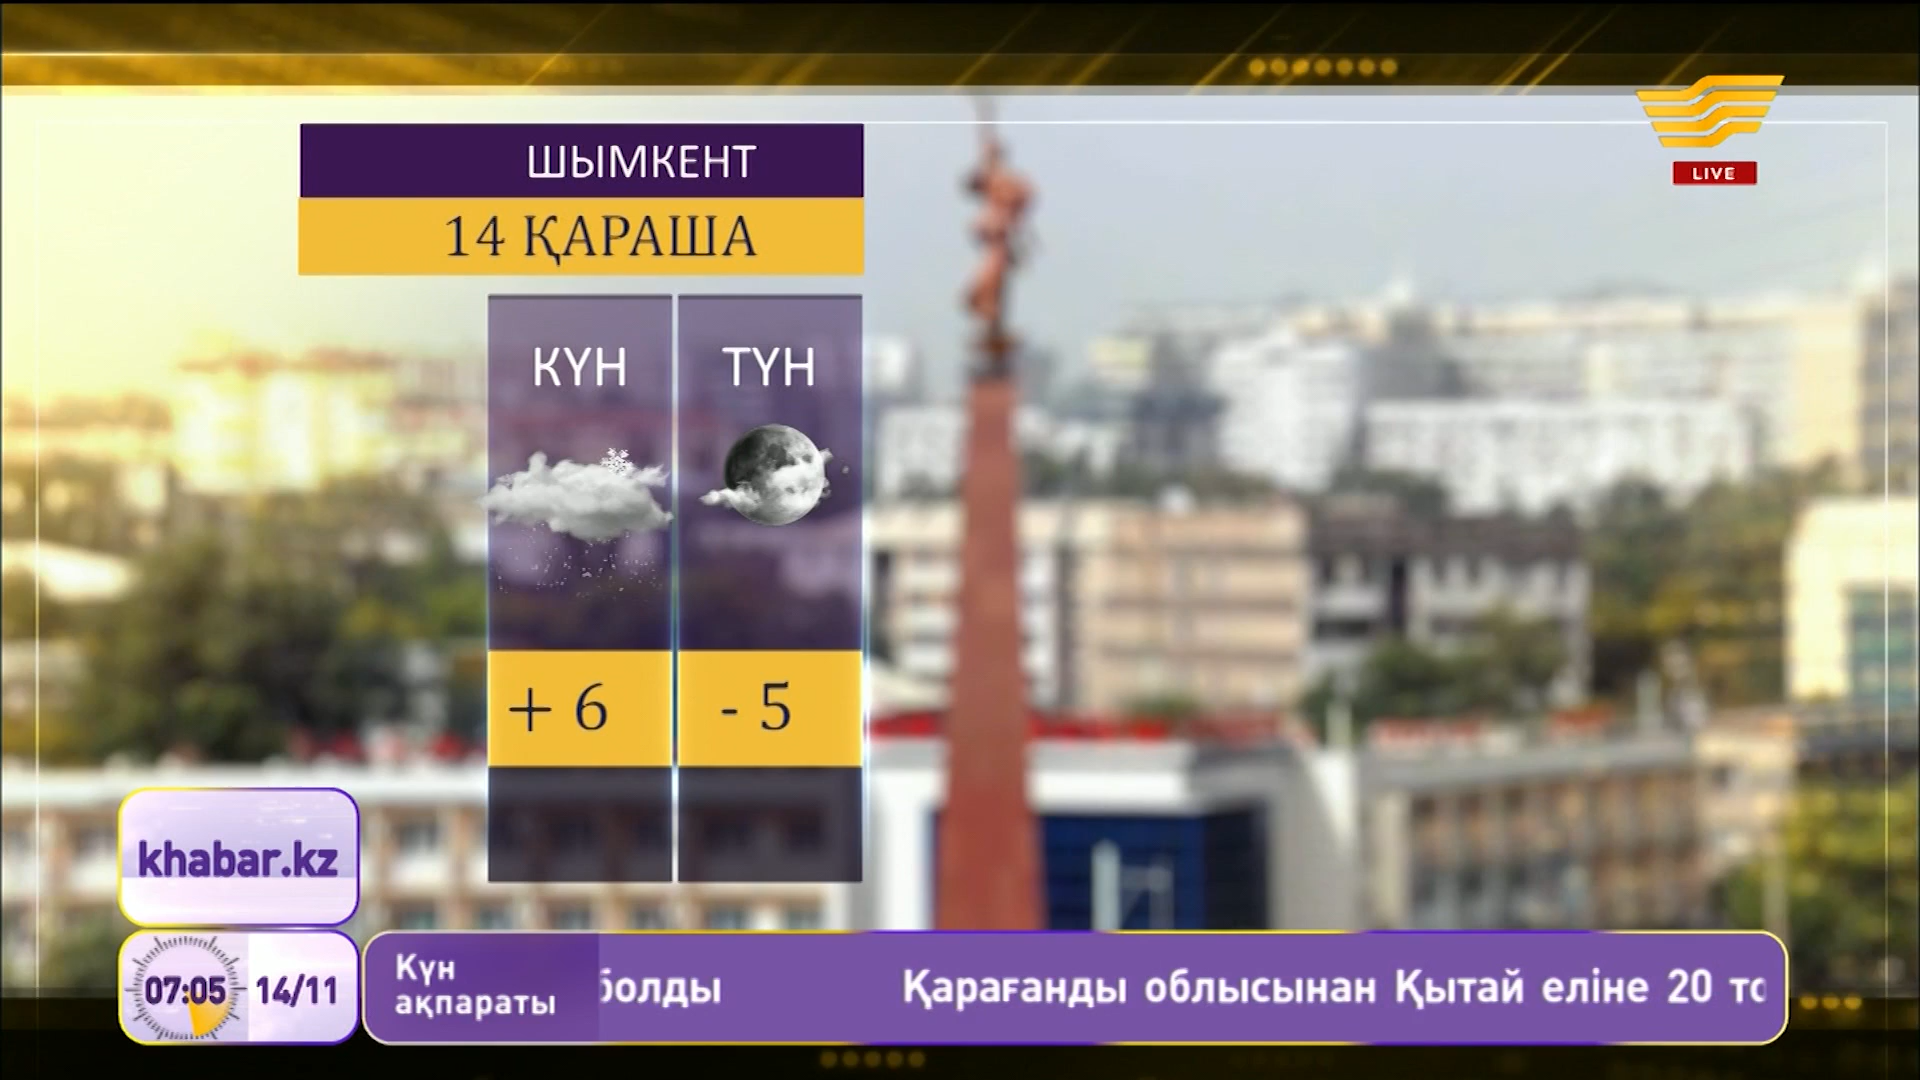 ШЫМКЕНТ
14 ҚАРАША
LIVE
КҮН
ТҮН
+ 6
- 5
khabar.kz
07:05
14/11
Күн
ақпараты
болды
Қарағанды облысынан Қытай еліне 20